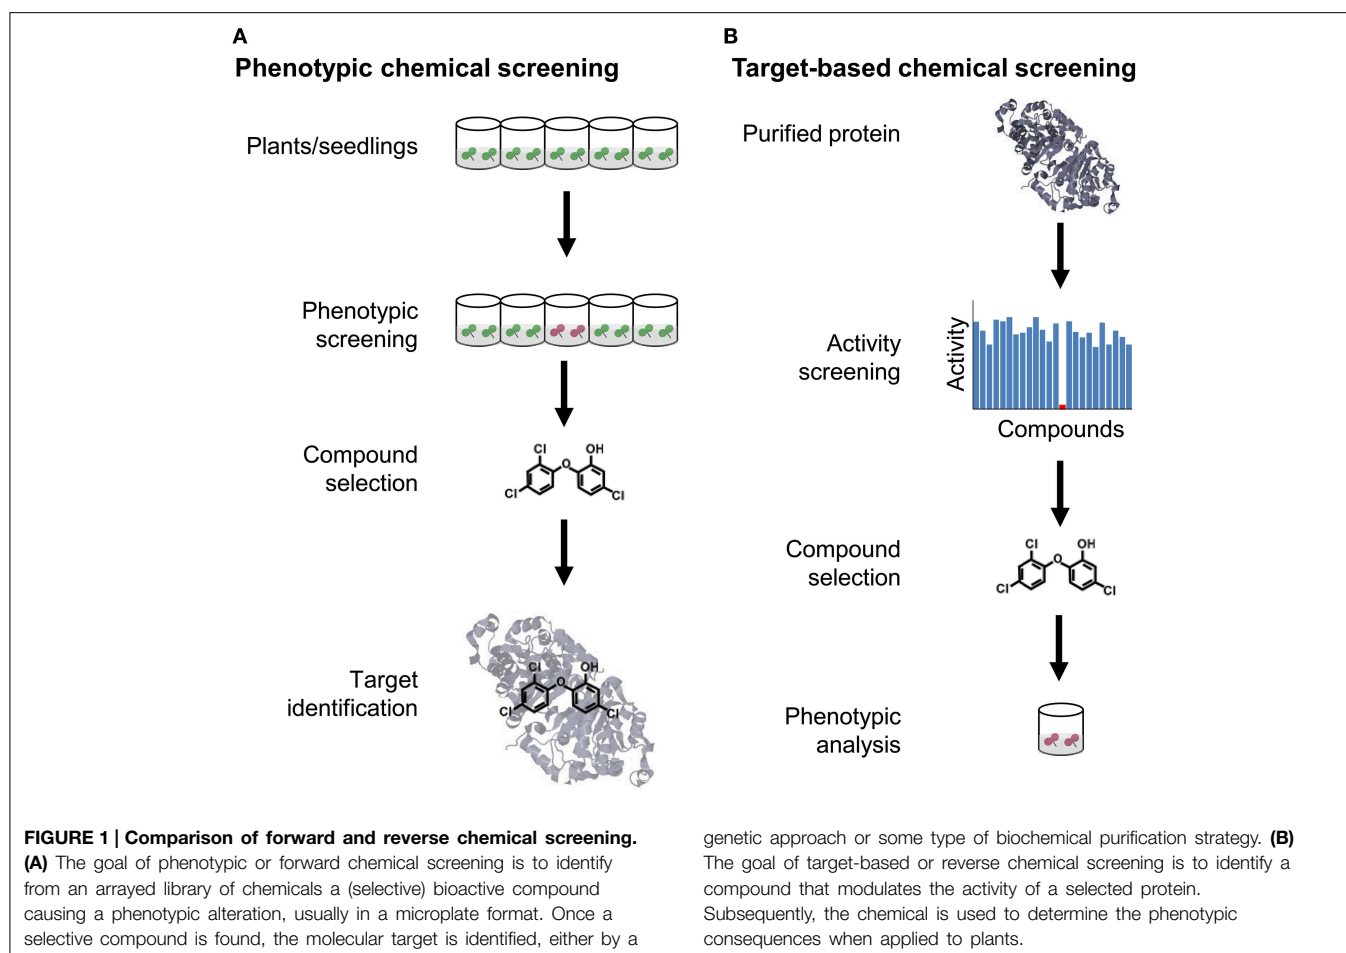 A
Phenotypic chemical screening
Plants/seedlings
Phenotypic
screening
Compound
selection
Cl
OH
O
Cl
Cl
Target
identification
Cl
OH
O
Cl
Cl
B
Target-based chemical screening
Purified protein
Activity
screening
Activity
Compounds
Compound
selection
Cl
OH
O
Cl
Cl
Phenotypic
analysis
FIGURE 1 | Comparison of forward and reverse chemical screening.
(A) The goal of phenotypic or forward chemical screening is to identify
from an arrayed library of chemicals a (selective) bioactive compound
causing a phenotypic alteration, usually in a microplate format. Once a
selective compound is found, the molecular target is identified, either by a
genetic approach or some type of biochemical purification strategy. (B)
The goal of target-based or reverse chemical screening is to identify a
compound that modulates the activity of a selected protein.
Subsequently, the chemical is used to determine the phenotypic
consequences when applied to plants.